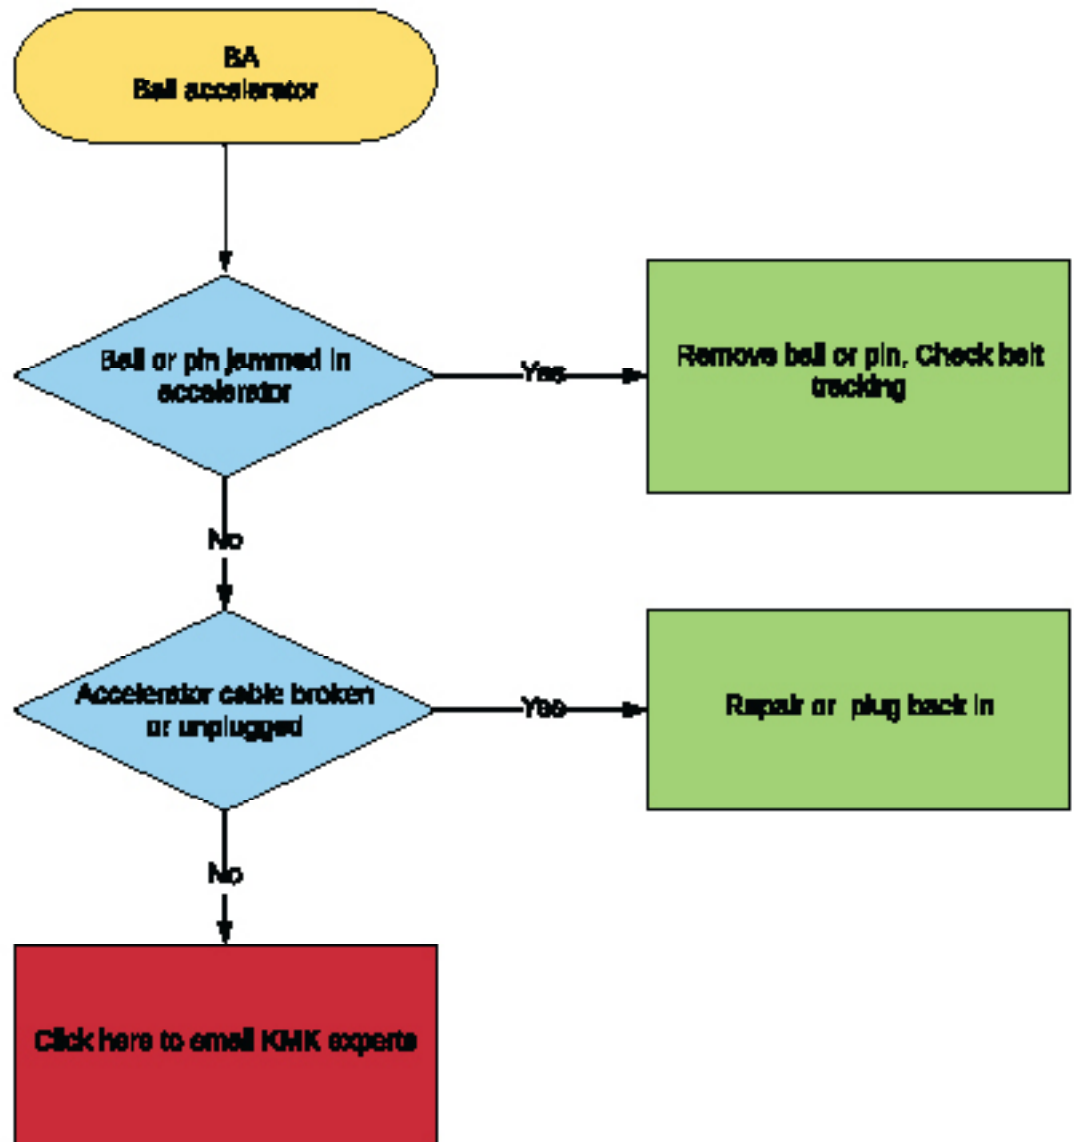 BA
Ball accelerator
Ball or pin jammed in
accelerator
Yes
Remove ball or pin. Check belt
tracking
No
Accelerator cable broken
or unplugged
Yes
Repair or plug back in
No
Click here to email KMK experts